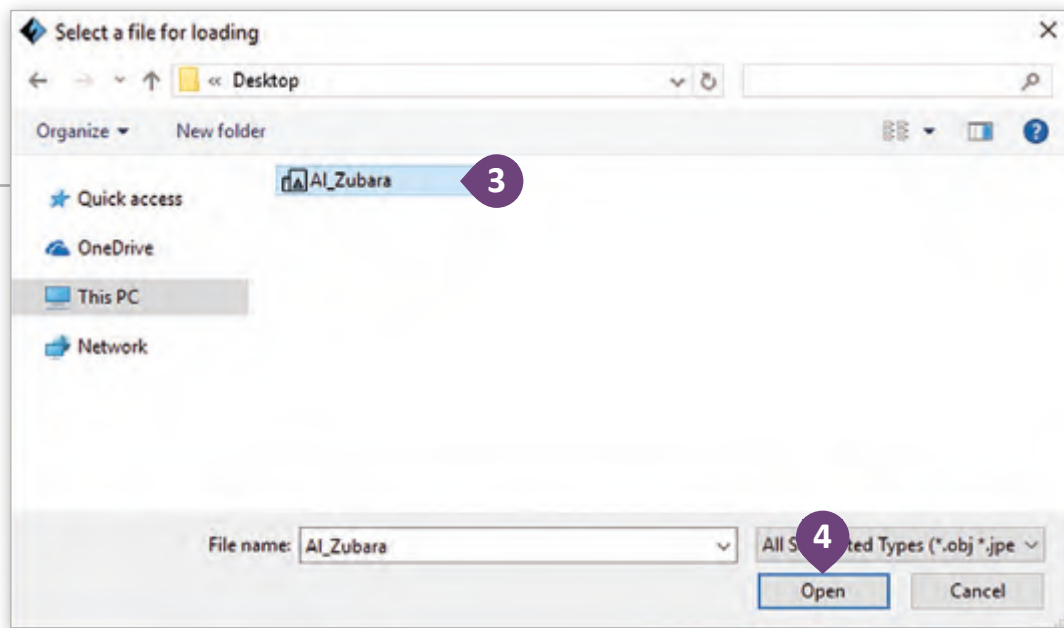 Select a file for loading
« Desktop
Organize New folder
Al_Zubara 3
Quick access
OneDrive
This PC
Network
File name: Al_Zubara
4
All S ted Types (*.obj *.jpe
Open Cancel